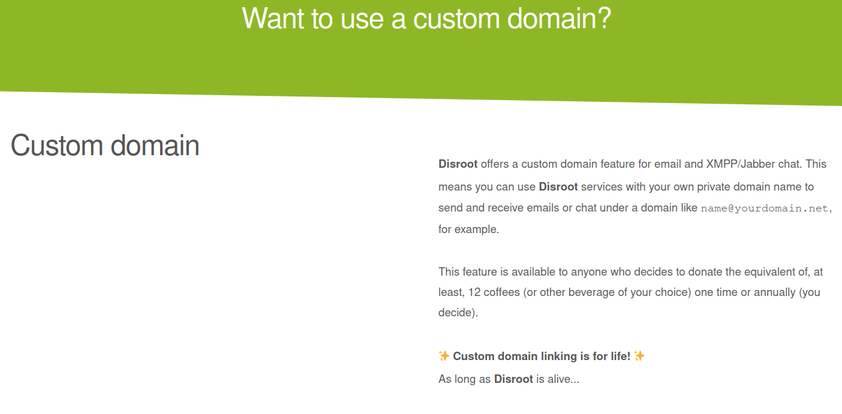 Want to use a custom domain?
Custom domain
Disroot offers a custom domain feature for email and XMPP/Jabber chat. This
means you can use Disroot services with your own private domain name to
send and receive emails or chat under a domain like name@yourdomain.net,
for example.
This feature is available to anyone who decides to donate the equivalent of, at
least, 12 coffees (or other beverage of your choice) one time or annually (you
decide).
✨ Custom domain linking is for life! ✨
As long as Disroot is alive...